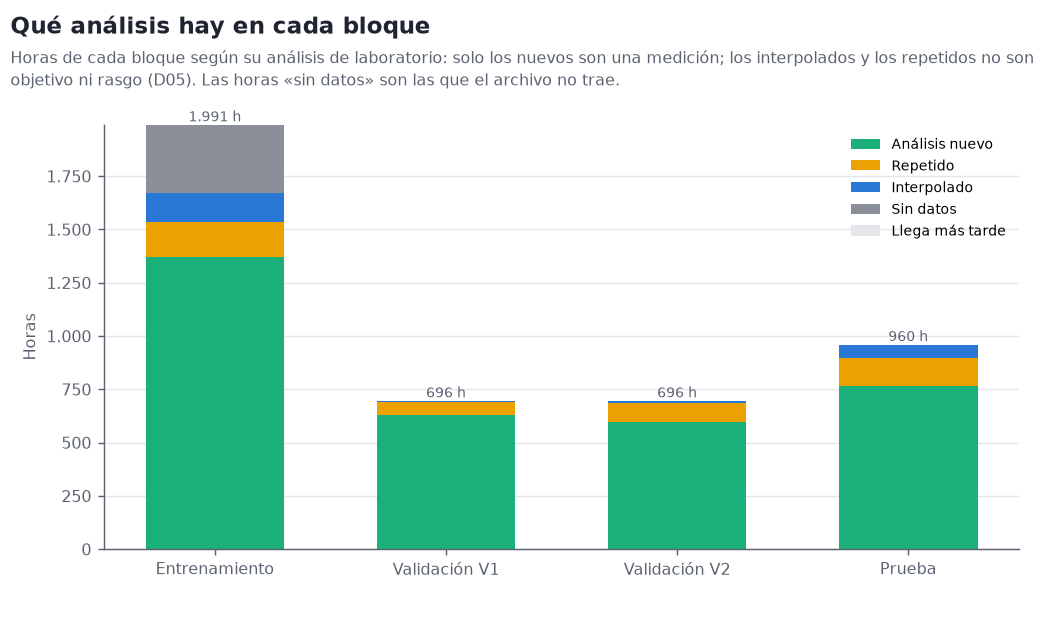 Qué análisis hay en cada bloque
Horas de cada bloque según su análisis de laboratorio: solo los nuevos son una medición; los interpolados y los repetidos no son
objetivo ni rasgo (D05). Las horas «sin datos» son las que el archivo no trae.
1.991 h
696 h
696 h
960 h
Análisis nuevo
Repetido
Interpolado
Sin datos
Llega más tarde
Horas
1.750
1.500
1.250
1.000
750
500
250
0
Entrenamiento
Validación V1
Validación V2
Prueba